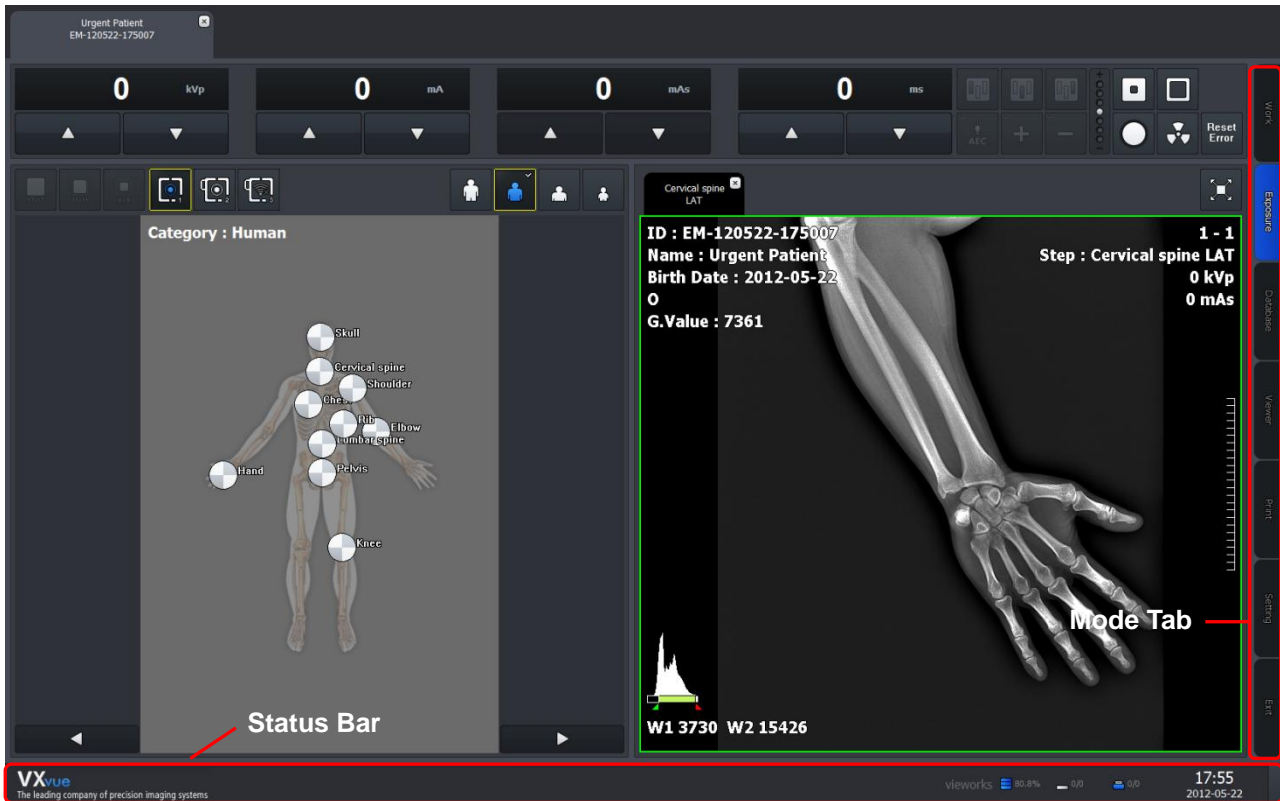 Urgent Patient
EM-120522-175007
0 kVp
0 mA
0 mAs
0 ms
AEC
Reset
Error
Work
Exposure
Database
Viewer
Print
Setting
Exit
Category : Human
Skull
Cervical spine
Shoulder
Ches
Rib
Elbow
Lumbar spine
Hand
Pelvis
Knee
Cervical spine
LAT
ID : EM-120522-175007
Name : Urgent Patient
Birth Date : 2012-05-22
O
G.Value : 7361
1 - 1
Step : Cervical spine LAT
0 kVp
0 mAs
W1 3730 W2 15426
Mode Tab
Status Bar
VXvue
The leading company of precision imaging systems
vieworks 80.8% 0/0 0/0
17:55
2012-05-22